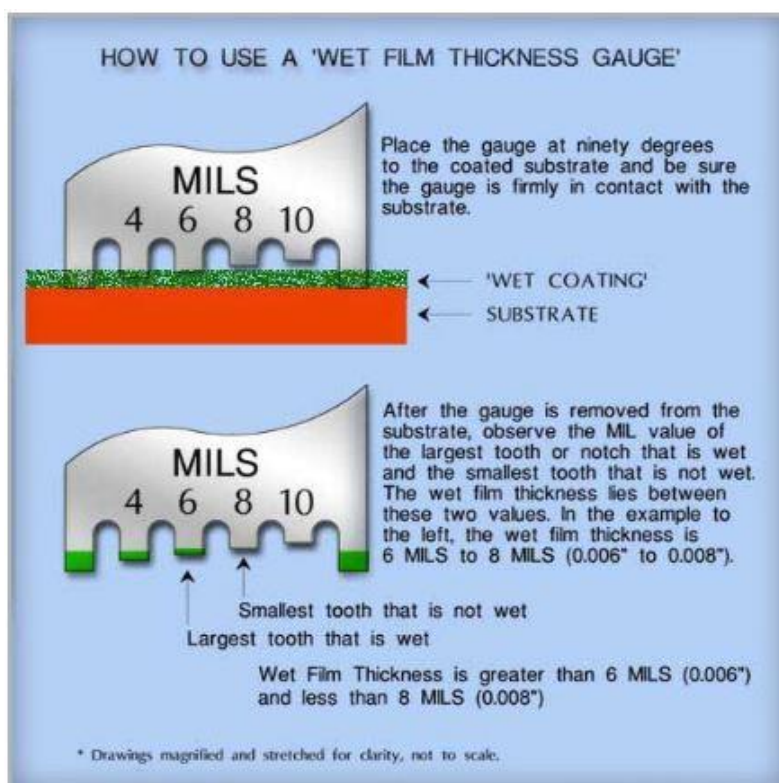 HOW TO USE A 'WET FILM THICKNESS GAUGE'
MILS
4 6 8 10
Place the gauge at ninety degrees
to the coated substrate and be sure
the gauge is firmly in contact with the
substrate.
'WET COATING'
SUBSTRATE
MILS
4 6 8 10
After the gauge is removed from the
substrate, observe the MIL value of
the largest tooth or notch that is wet
and the smallest tooth that is not wet.
The wet film thickness lies between
these two values. In the example to
the left, the wet film thickness is
6 MILS to 8 MILS (0.006" to 0.008").
Smallest tooth that is not wet
Largest tooth that is wet
Wet Film Thickness is greater than 6 MILS (0.006")
and less than 8 MILS (0.008")
* Drawings magnified and stretched for clarity, not to scale.